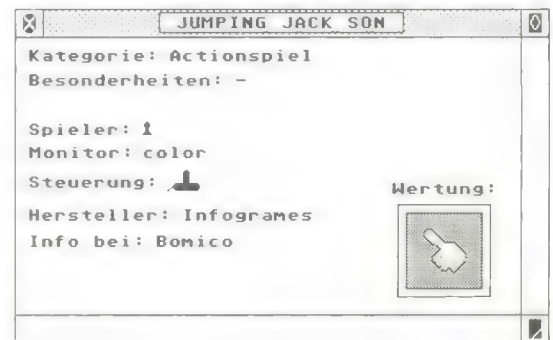 JUMPING JACK SON
Kategorie: Actionspiel
Besonderheiten: -
Spieler:
Monitor: color
Steuerung:
Wertung:
Hersteller: Infogrames
Info bei: Bomico